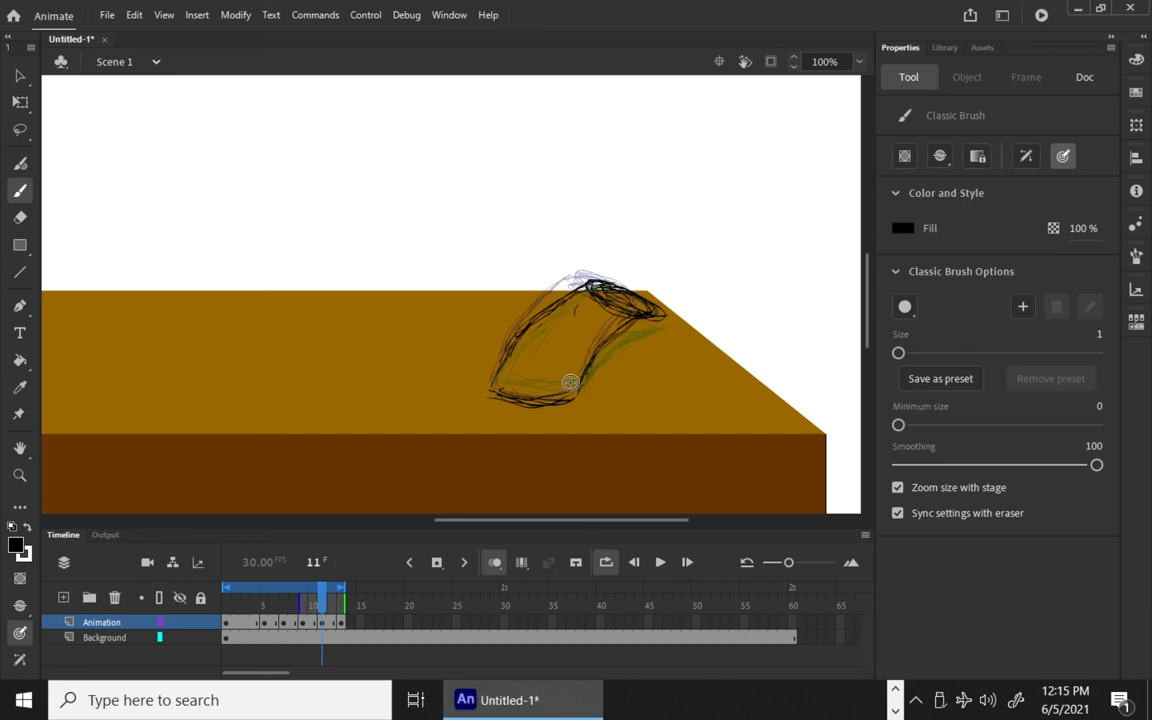 Animate File Edit View Insert Modify Text Commands Control Debug Window Help
Untitled-1* ×
Scene 1 100%
Properties Library Assets
Tool Object Frame Doc
Classic Brush
Color and Style
Fill 100 %
Classic Brush Options
Size 1
Save as preset Remove preset
Minimum size 0
Smoothing 100
Zoom size with stage
Sync settings with eraser
Timeline Output
30.00 FPS 11 F
1s 2s
5 10 15 20 25 30 35 40 45 50 55 60 65
Animation
Background
Type here to search
An Untitled-1*
12:15 PM
6/5/2021
1